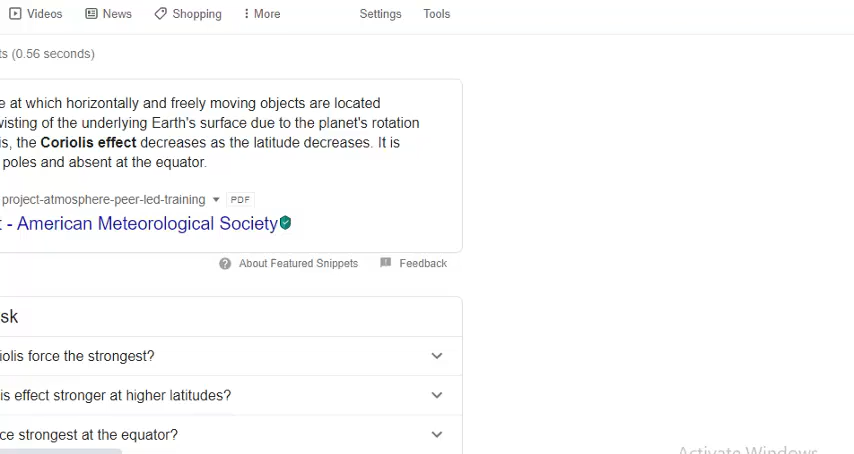 Videos News Shopping More Settings Tools
ts (0.56 seconds)
e at which horizontally and freely moving objects are located
wisting of the underlying Earth's surface due to the planet's rotation
is, the Coriolis effect decreases as the latitude decreases. It is
poles and absent at the equator.
project-atmosphere-peer-led-training PDF
t - American Meteorological Society
About Featured Snippets Feedback
sk
iolis force the strongest?
is effect stronger at higher latitudes?
ce strongest at the equator?
Activate Windows